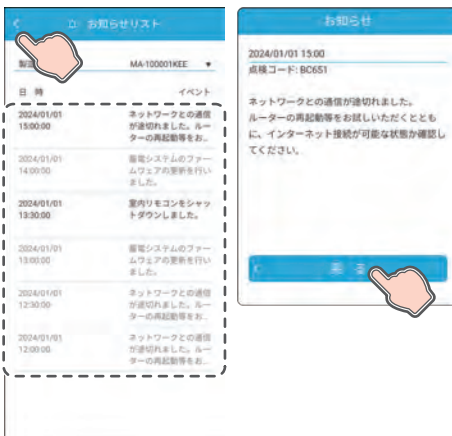 お知らせリスト
製
MA-100001KEE
日 時
イベント
2024/01/01
15:00:00
ネットワークとの通信
が途切れました。ルー
ターの再起動等をお...
2024/01/01
14:00:00
蓄電システムのファー
ムウェアの更新を行い
ました。
2024/01/01
13:30:00
室内リモコンをシャッ
トダウンしました。
2024/01/01
13:00:00
蓄電システムのファー
ムウェアの更新を行い
ました。
2024/01/01
12:30:00
ネットワークとの通信
が途切れました。ルー
ターの再起動等をお...
2024/01/01
12:00:00
ネットワークとの通信
が途切れました。ルー
ターの再起動等をお...
お知らせ
2024/01/01 15:00
点検コード: BC651
ネットワークとの通信が途切れました。
ルーターの再起動等をお試しいただくととも
に、インターネット接続が可能な状態か確認し
てください。
戻る